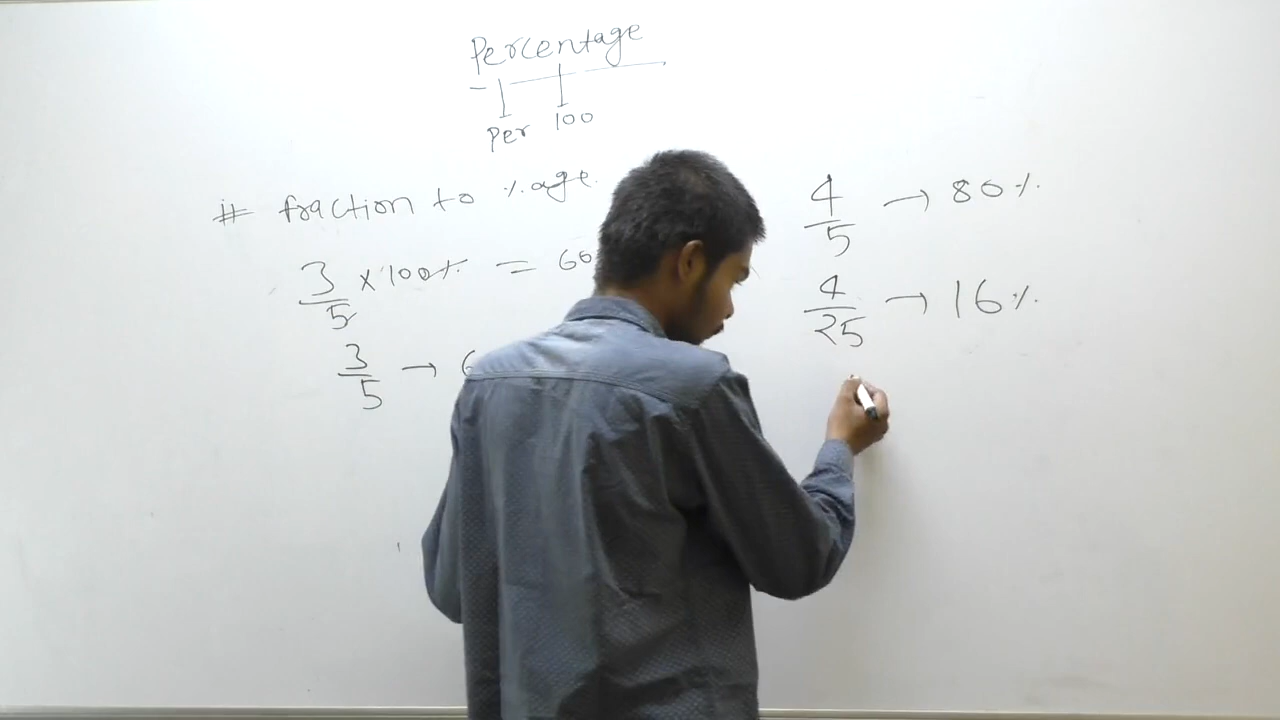 Percentage
Per 100
# fraction to %age
3/5 × 100% = 60
3/5 → 6
4/5 → 80%
4/25 → 16%